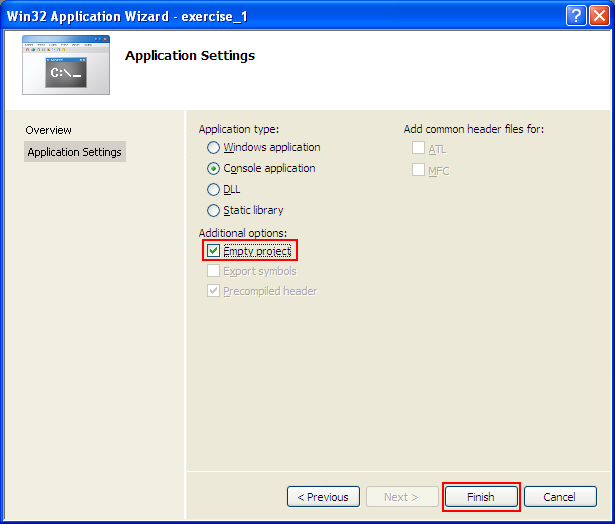 Win32 Application Wizard - exercise_1
C:\_
Application Settings
Overview
Application Settings
Application type:
Windows application
Console application
DLL
Static library
Add common header files for:
ATL
MFC
Additional options:
Empty project
Export symbols
Precompiled header
< Previous
Next >
Finish
Cancel